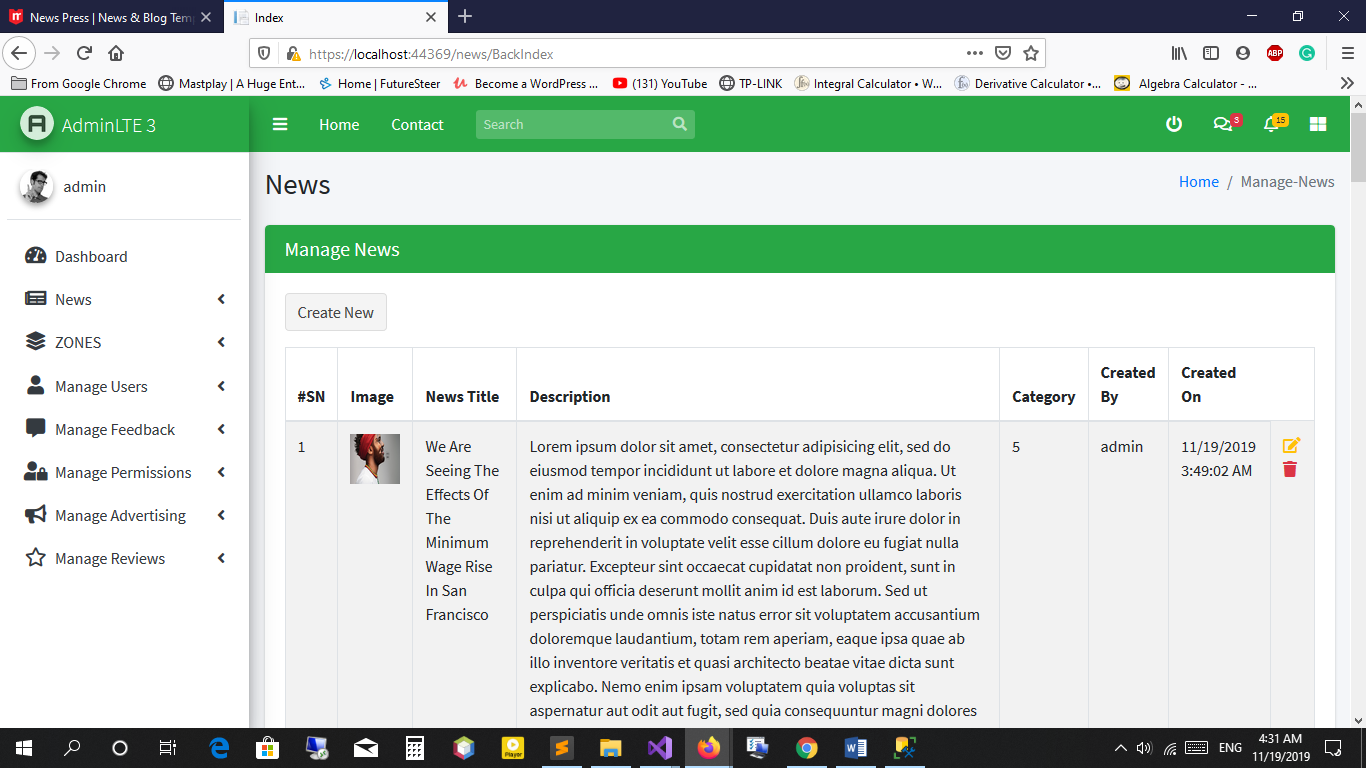 News Press | News & Blog Tem
Index
https://localhost:44369/news/BackIndex
ABP
From Google Chrome
Mastplay | A Huge Ent...
Home | FutureSteer
Become a WordPress ...
(131) YouTube
TP-LINK
Integral Calculator • W...
Derivative Calculator •...
Algebra Calculator - ...
AdminLTE 3
Home
Contact
Search
3
15
admin
News
Home / Manage-News
Dashboard
News
ZONES
Manage Users
Manage Feedback
Manage Permissions
Manage Advertising
Manage Reviews
Manage News
Create New
#SN
Image
News Title
Description
Category
Created
By
Created
On
1
We Are
Seeing The
Effects Of
The
Minimum
Wage Rise
In San
Francisco
Lorem ipsum dolor sit amet, consectetur adipisicing elit, sed do
eiusmod tempor incididunt ut labore et dolore magna aliqua. Ut
enim ad minim veniam, quis nostrud exercitation ullamco laboris
nisi ut aliquip ex ea commodo consequat. Duis aute irure dolor in
reprehenderit in voluptate velit esse cillum dolore eu fugiat nulla
pariatur. Excepteur sint occaecat cupidatat non proident, sunt in
culpa qui officia deserunt mollit anim id est laborum. Sed ut
perspiciatis unde omnis iste natus error sit voluptatem accusantium
doloremque laudantium, totam rem aperiam, eaque ipsa quae ab
illo inventore veritatis et quasi architecto beatae vitae dicta sunt
explicabo. Nemo enim ipsam voluptatem quia voluptas sit
aspernatur aut odit aut fugit, sed quia consequuntur magni dolores
5
admin
11/19/2019
3:49:02 AM
Player
ENG
4:31 AM
11/19/2019